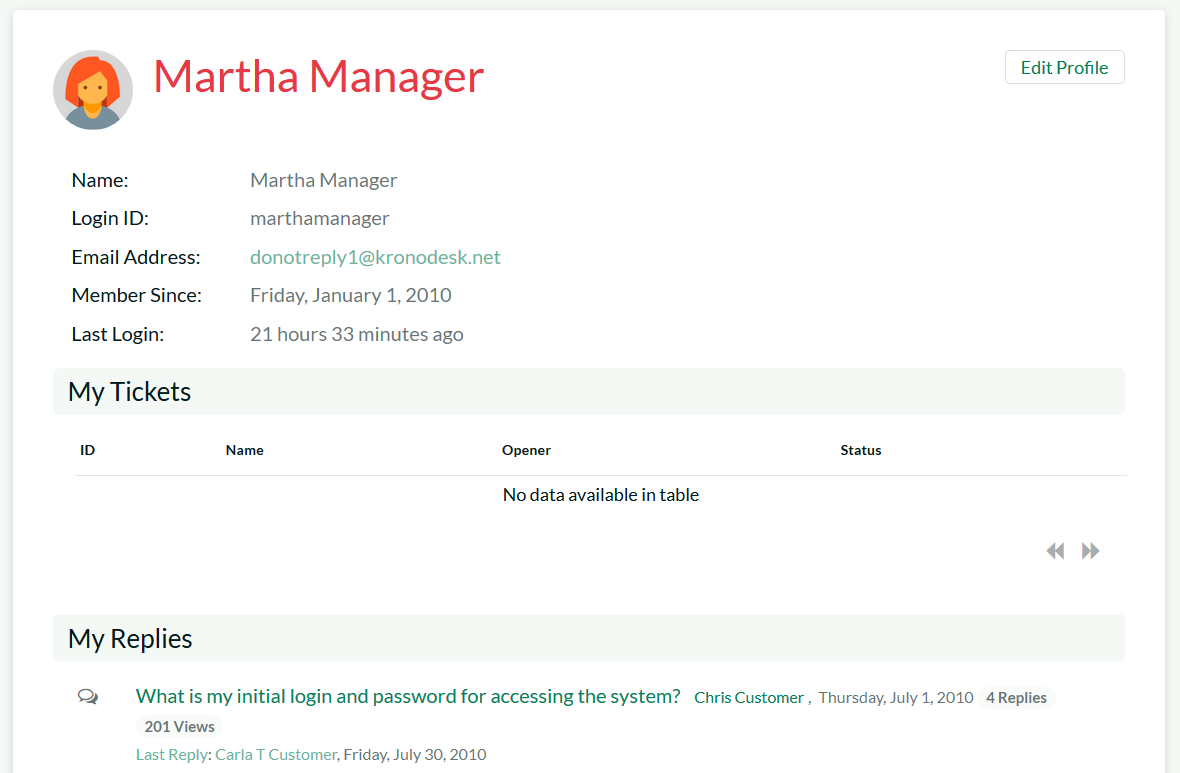 Martha Manager
Edit Profile
Name: Martha Manager
Login ID: marthamanager
Email Address: donotreply1@kronodesk.net
Member Since: Friday, January 1, 2010
Last Login: 21 hours 33 minutes ago
My Tickets
ID Name Opener Status
No data available in table
My Replies
What is my initial login and password for accessing the system? Chris Customer , Thursday, July 1, 2010 4 Replies
201 Views
Last Reply: Carla T Customer, Friday, July 30, 2010